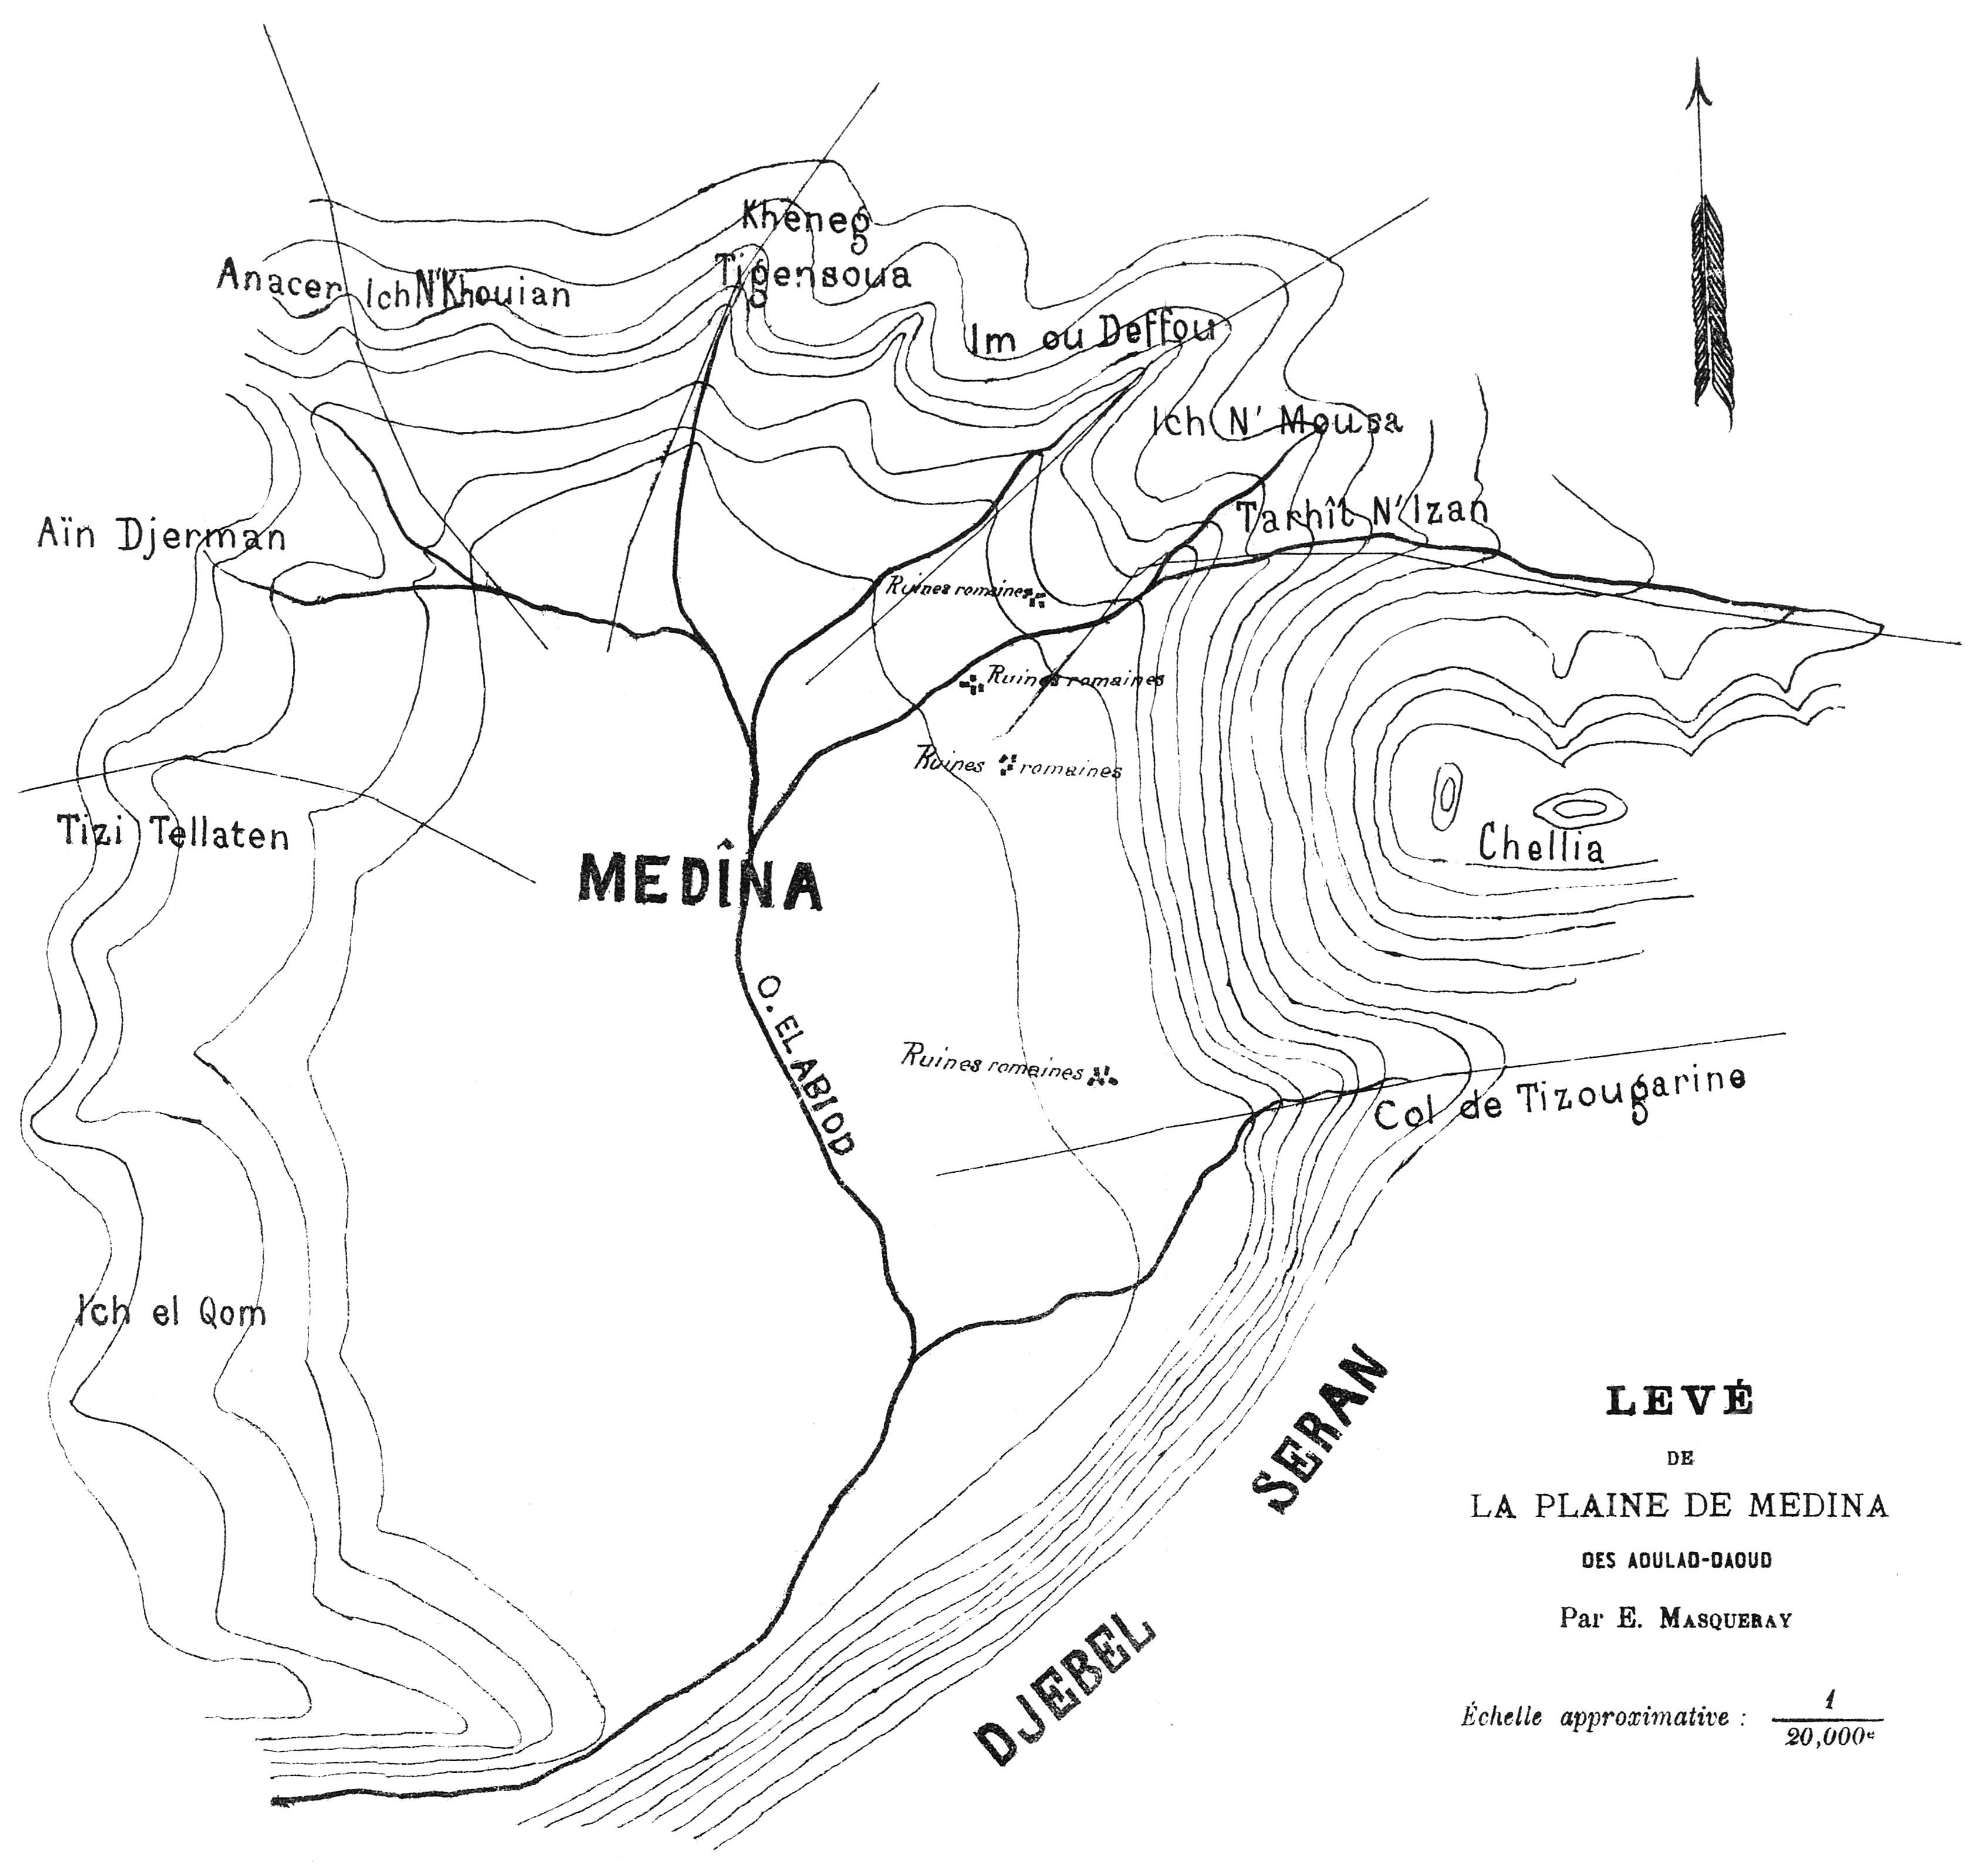 Kheneg
Tigensoua
Anacer Ich N'Khouian
Im ou Deffou
Ich N' Mousa
Tarhît N'Izan
Aïn Djerman
Ruines romaines
Ruines romaines
Ruines romaines
Tizi Tellaten
Chellia
MEDÎNA
O. EL ABIOD
Ruines romaines
Col de Tizougarine
Ich el Qom
DJEBEL SERAN
LEVÉ
DE
LA PLAINE DE MEDINA
DES AOULAD-DAOUD
Par E. MASQUERAY
Échelle approximative : 1/20,000e